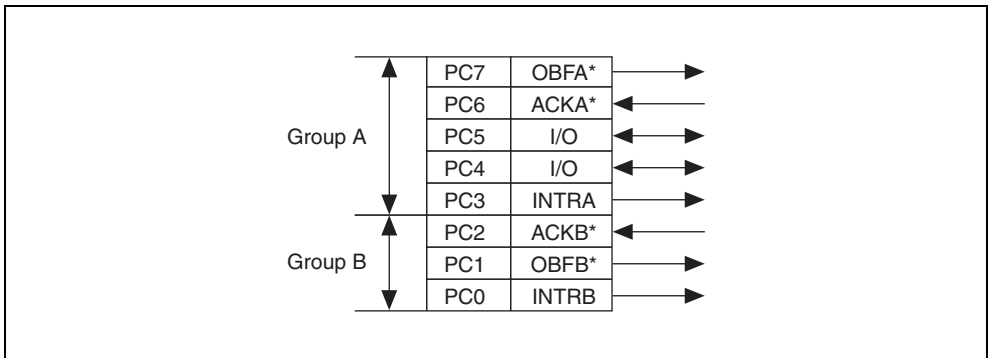 PC7 OBFA*
PC6 ACKA*
Group A PC5 I/O
PC4 I/O
PC3 INTRA
PC2 ACKB*
Group B PC1 OBFB*
PC0 INTRB